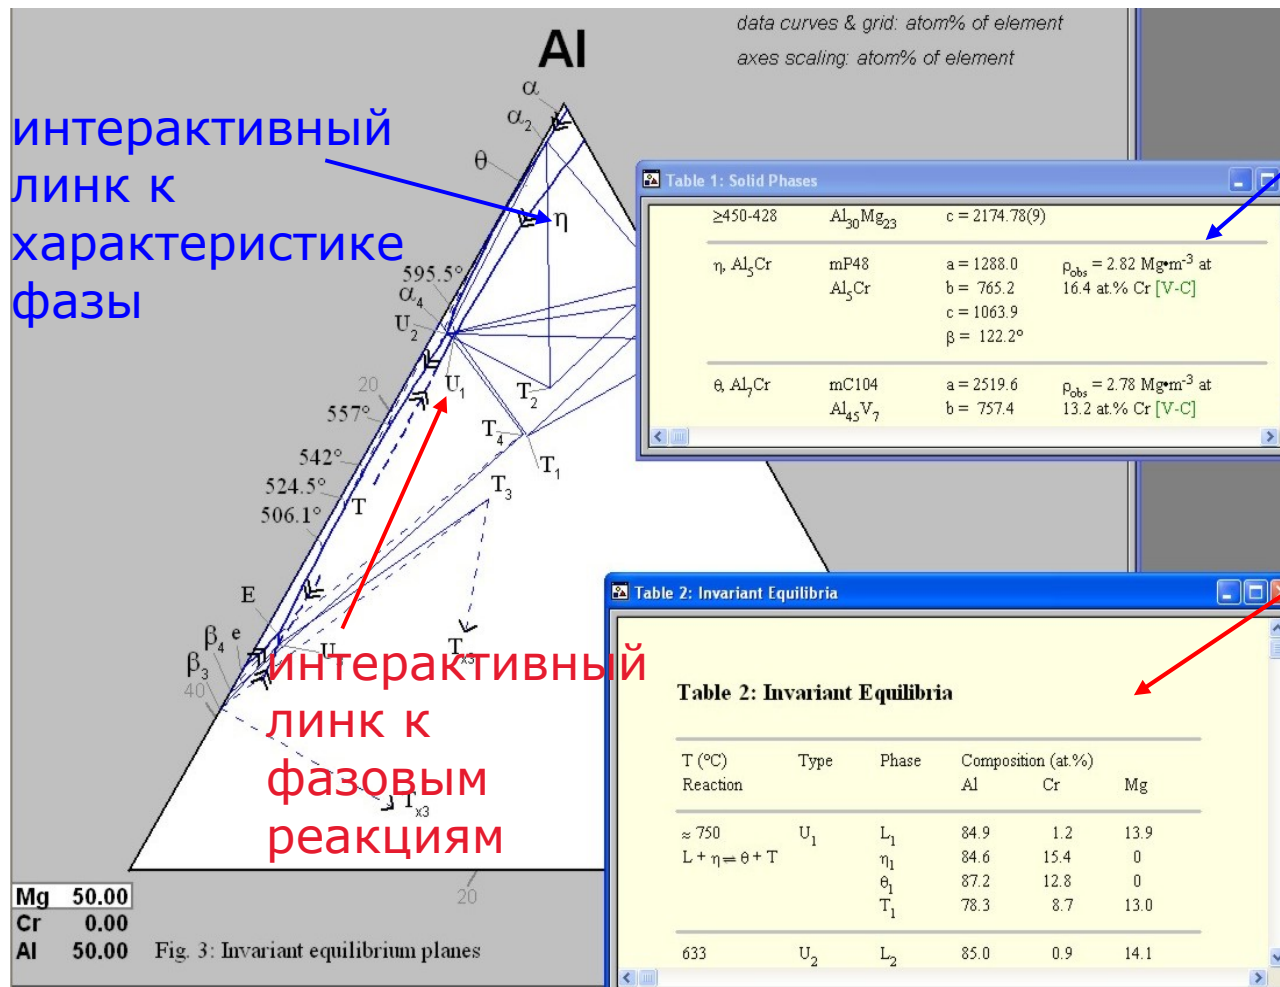 data curves & grid: atom% of element
axes scaling: atom% of element
Al
α
α2
θ
η
интерактивный
линк к
характеристике
фазы
595.5°
α4
U2
U1
20
557°
T2
T4
T1
T3
542°
524.5°
T
506.1°
E
β4 e
β3
40
Tx3
Tx3
интерактивный
линк к
фазовым
реакциям
20
Mg 50.00
Cr 0.00
Al 50.00
Fig. 3: Invariant equilibrium planes
Table 1: Solid Phases
≥450-428 Al30Mg23 c = 2174.78(9)
η, Al5Cr mP48 a = 1288.0 ρobs = 2.82 Mg•m-3 at
Al5Cr b = 765.2 16.4 at.% Cr [V-C]
c = 1063.9
β = 122.2°
θ, Al7Cr mC104 a = 2519.6 ρobs = 2.78 Mg•m-3 at
Al45V7 b = 757.4 13.2 at.% Cr [V-C]
Table 2: Invariant Equilibria
Table 2: Invariant Equilibria
T (°C) Type Phase Composition (at.%)
Reaction Al Cr Mg
≈ 750 U1 L1 84.9 1.2 13.9
L + η ⇌ θ + T η1 84.6 15.4 0
θ1 87.2 12.8 0
T1 78.3 8.7 13.0
633 U2 L2 85.0 0.9 14.1